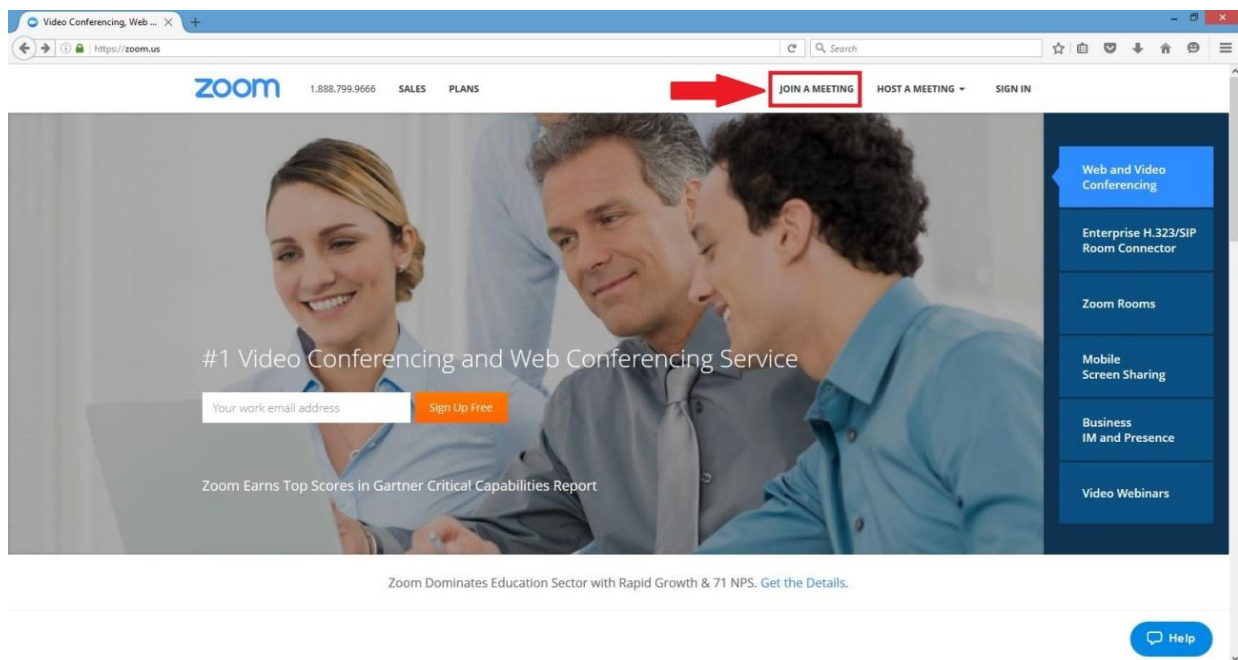 Video Conferencing, Web ...
https://zoom.us
Search
zoom
1.888.799.9666 SALES PLANS JOIN A MEETING HOST A MEETING SIGN IN
Web and Video
Conferencing
Enterprise H.323/SIP
Room Connector
Zoom Rooms
Mobile
Screen Sharing
Business
IM and Presence
Video Webinars
#1 Video Conferencing and Web Conferencing Service
Your work email address
Sign Up Free
Zoom Earns Top Scores in Gartner Critical Capabilities Report
Zoom Dominates Education Sector with Rapid Growth & 71 NPS. Get the Details.
Help